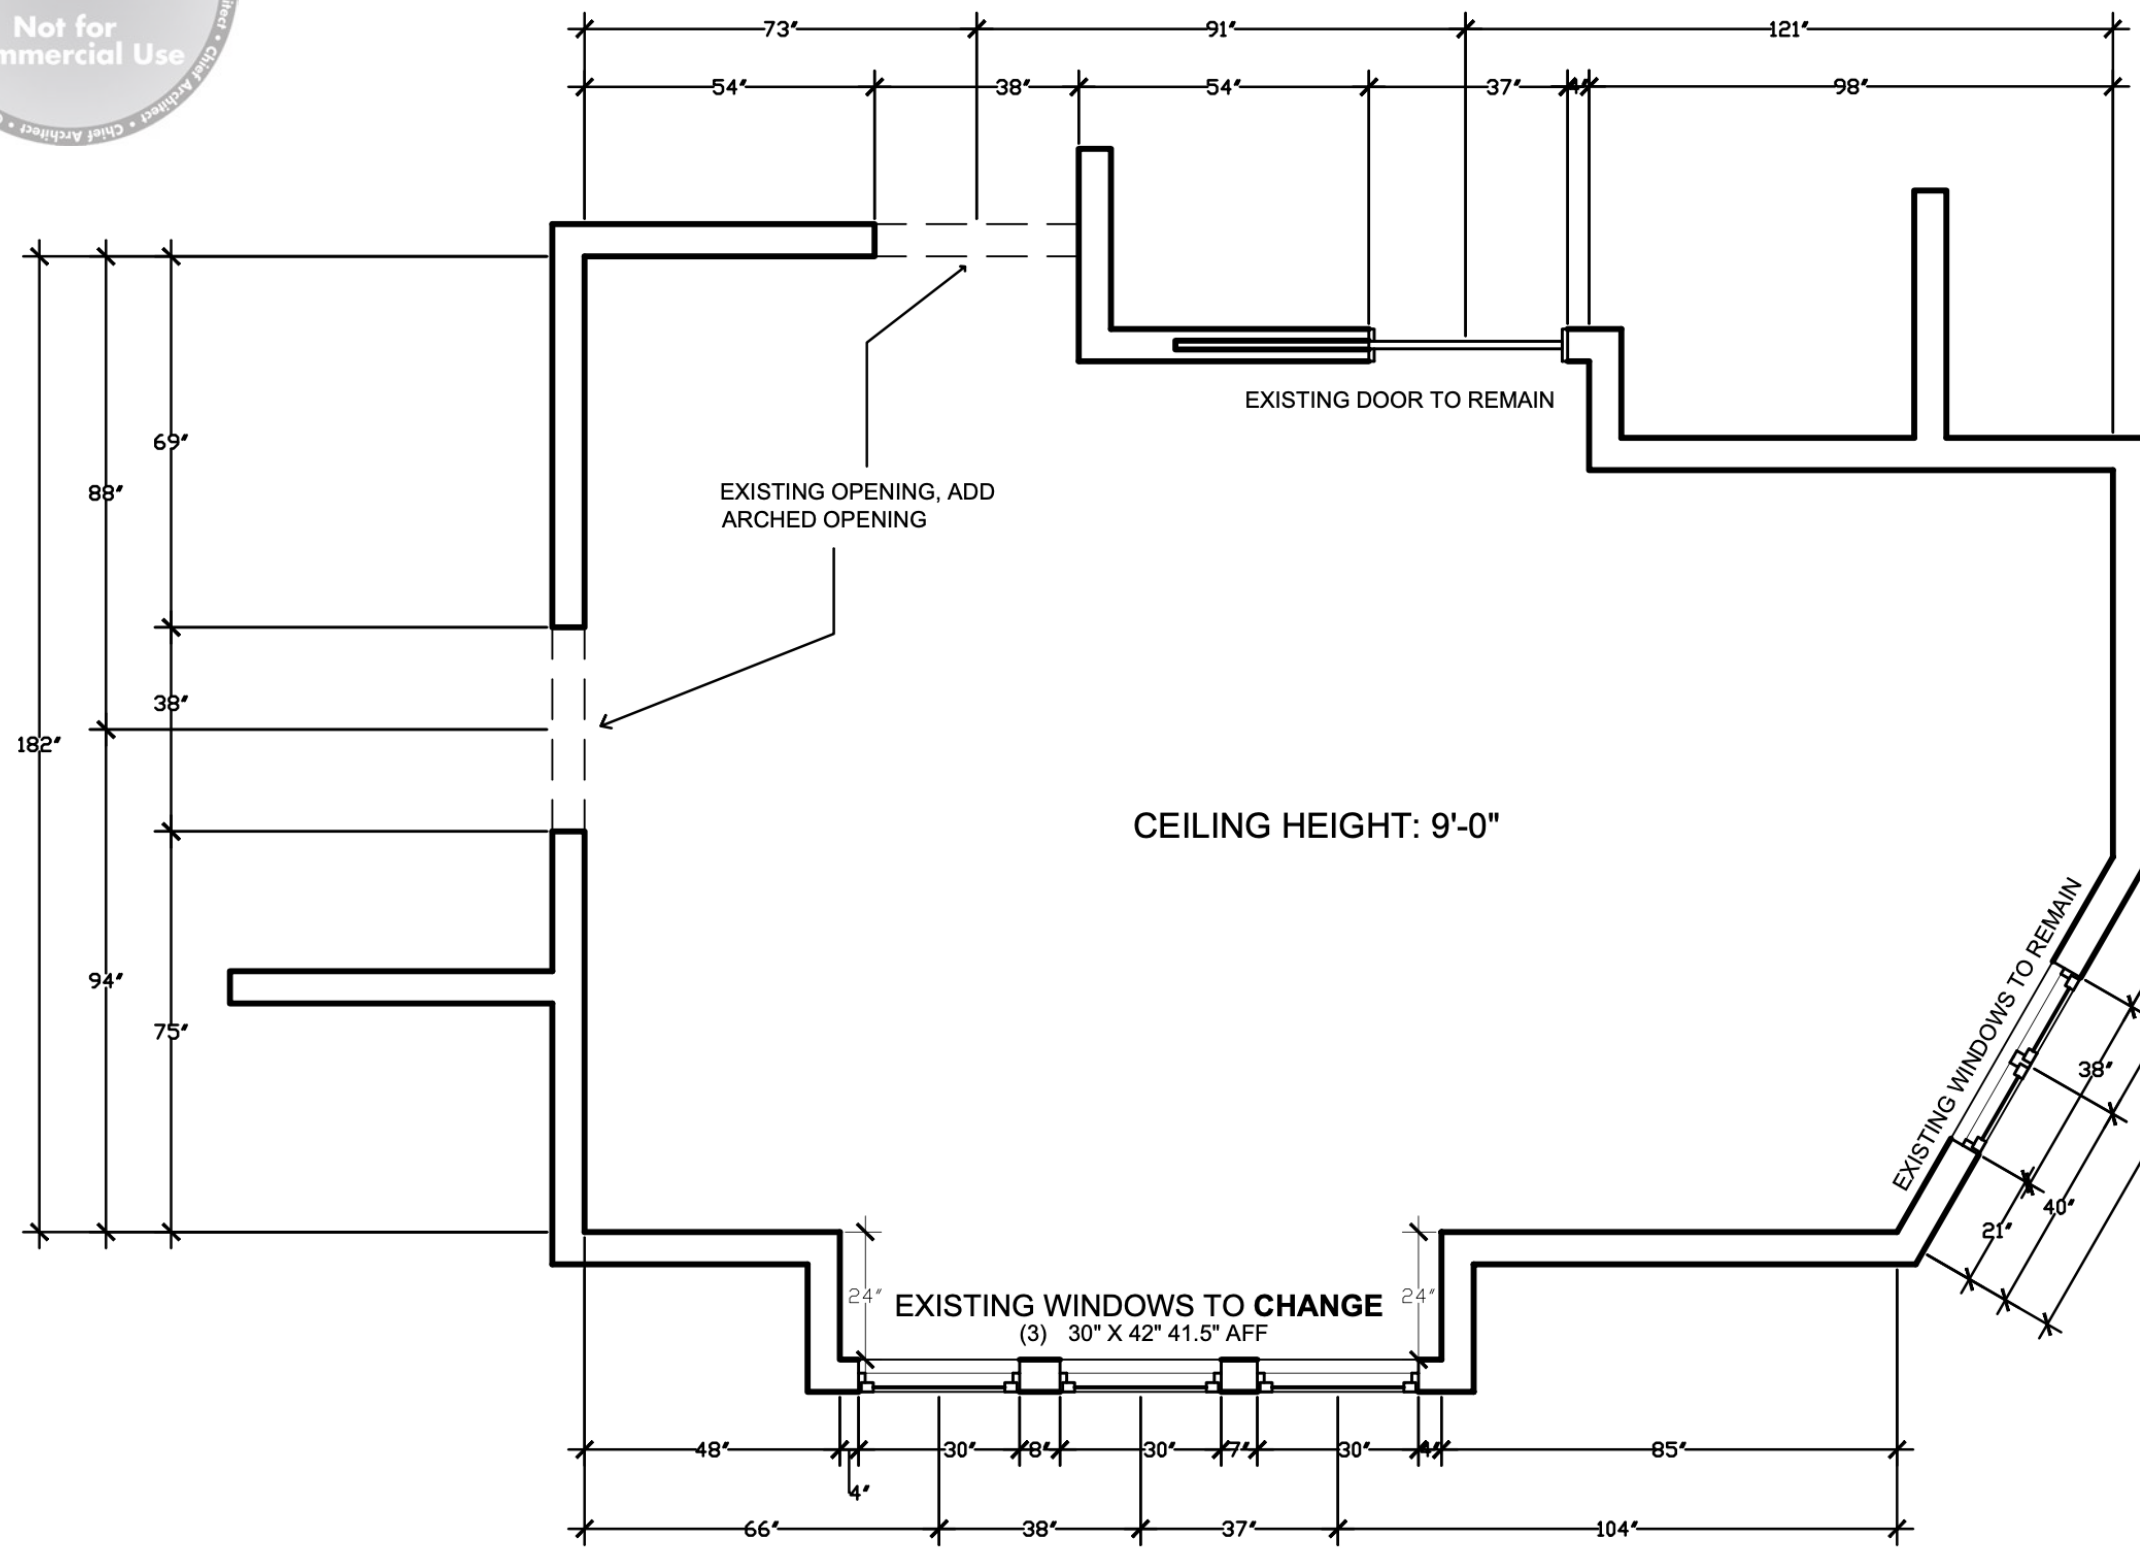 Not for
mmercial Use
Chief Architect • Chief Architect
73" 91" 121"
54" 38" 54" 37" 4" 98"
EXISTING DOOR TO REMAIN
69"
88"
EXISTING OPENING, ADD
ARCHED OPENING
38"
182"
CEILING HEIGHT: 9'-0"
94"
75"
EXISTING WINDOWS TO REMAIN
38"
40"
21"
24" EXISTING WINDOWS TO CHANGE 24"
(3) 30" X 42" 41.5" AFF
48" 30" 8" 30" 7" 30" 4" 85"
4"
66" 38" 37" 104"